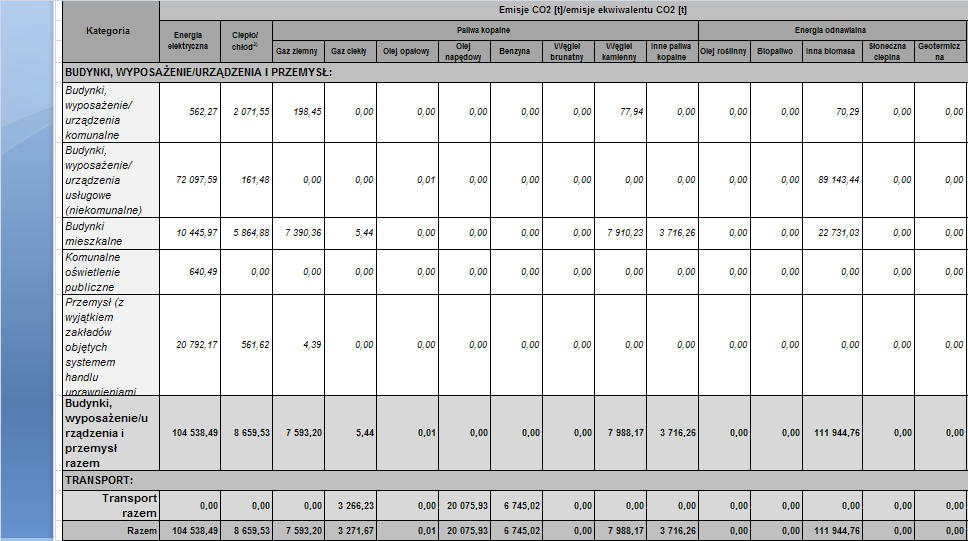 Kategoria
Emisje CO2 [t]/emisje ekwiwalentu CO2 [t]
Energia elektryczna
Ciepło/chłód²⁾
Paliwa kopalne
Energia odnawialna
Gaz ziemny Gaz ciekły Olej opałowy Olej napędowy Benzyna Węgiel brunatny Węgiel kamienny Inne paliwa kopalne Olej roślinny Biopaliwo Inna biomasa Słoneczna cieplna Geotermiczna
BUDYNKI, WYPOSAŻENIE/URZĄDZENIA I PRZEMYSŁ:
Budynki,
wyposażenie/
urządzenia
komunalne
562,27 2 071,55 198,45 0,00 0,00 0,00 0,00 0,00 77,94 0,00 0,00 70,29 0,00 0,00
Budynki,
wyposażenie/
urządzenia
usługowe
(niekomunalne)
72 097,59 161,48 0,00 0,00 0,01 0,00 0,00 0,00 0,00 0,00 0,00 89 143,44 0,00 0,00
Budynki
mieszkalne
10 445,97 5 864,88 7 390,36 5,44 0,00 0,00 0,00 0,00 7 910,23 3 716,26 0,00 0,00 22 731,03 0,00 0,00
Komunalne
oświetlenie
publiczne
640,49 0,00 0,00 0,00 0,00 0,00 0,00 0,00 0,00 0,00 0,00 0,00 0,00
Przemysł (z
wyjątkiem
zakładów
objętych
systemem
handlu
uprawnieniami
20 792,17 561,62 4,39 0,00 0,00 0,00 0,00 0,00 0,00 0,00 0,00 0,00 0,00
Budynki,
wyposażenie/u
rządzenia i
przemysł
razem
104 538,49 8 659,53 7 593,20 5,44 0,01 0,00 0,00 0,00 7 988,17 3 716,26 0,00 0,00 111 944,76 0,00 0,00
TRANSPORT:
Transport
razem
0,00 0,00 0,00 3 266,23 0,00 20 075,93 6 745,02 0,00 0,00 0,00 0,00 0,00 0,00 0,00 0,00
Razem 104 538,49 8 659,53 7 593,20 3 271,67 0,01 20 075,93 6 745,02 0,00 7 988,17 3 716,26 0,00 0,00 111 944,76 0,00 0,00